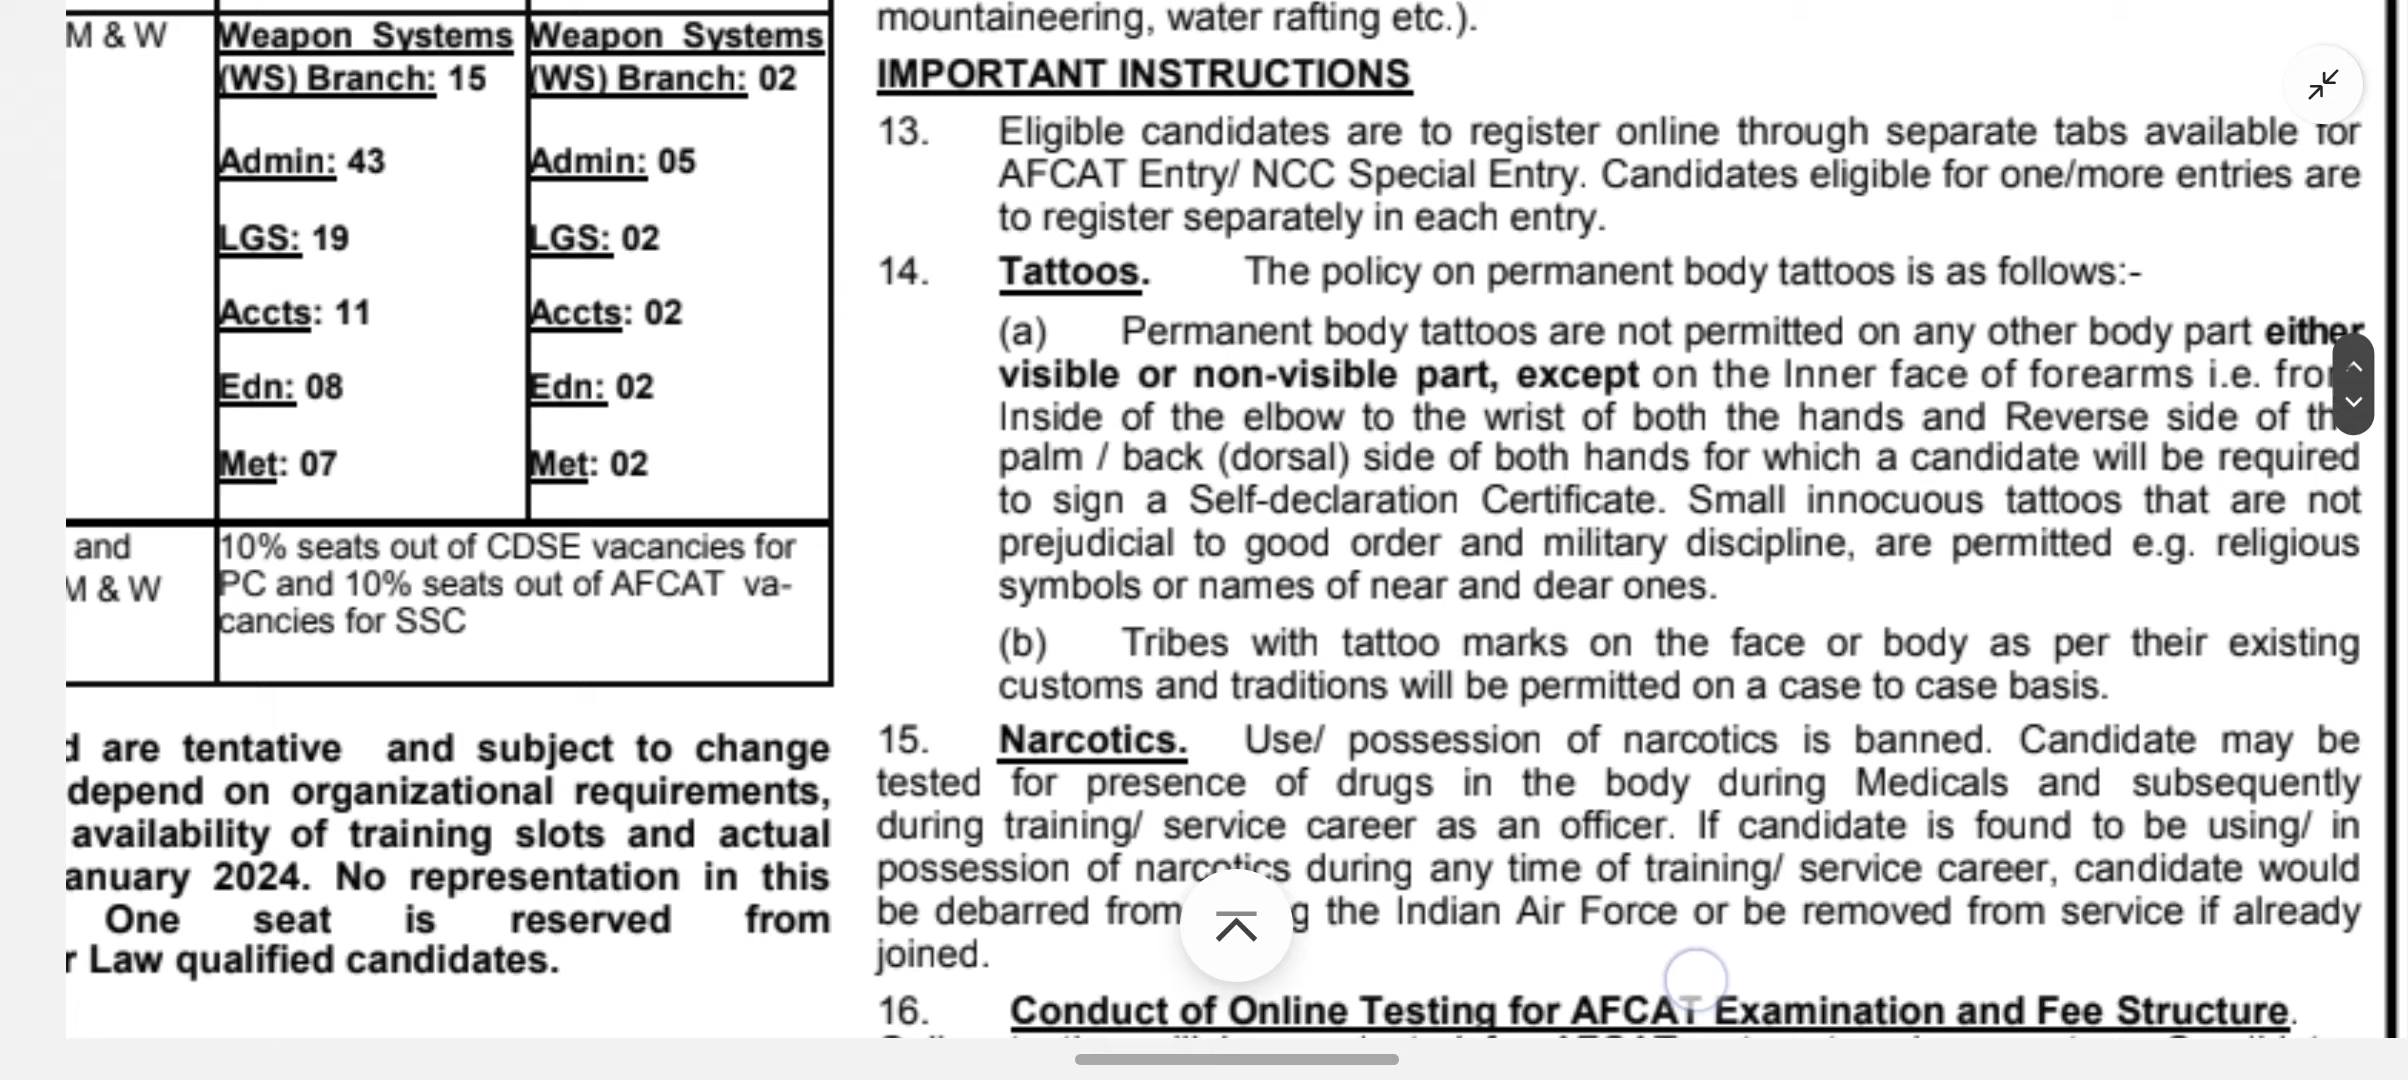 M & W
Weapon Systems
(WS) Branch: 15
Admin: 43
LGS: 19
Accts: 11
Edn: 08
Met: 07
Weapon Systems
(WS) Branch: 02
Admin: 05
LGS: 02
Accts: 02
Edn: 02
Met: 02
and
M & W
10% seats out of CDSE vacancies for
PC and 10% seats out of AFCAT va-
cancies for SSC
are tentative and subject to change
depend on organizational requirements,
availability of training slots and actual
anuary 2024. No representation in this
One seat is reserved from
r Law qualified candidates.
mountaineering, water rafting etc.).
IMPORTANT INSTRUCTIONS
13. Eligible candidates are to register online through separate tabs available for
AFCAT Entry/ NCC Special Entry. Candidates eligible for one/more entries are
to register separately in each entry.
14. Tattoos. The policy on permanent body tattoos is as follows:-
(a) Permanent body tattoos are not permitted on any other body part either
visible or non-visible part, except on the Inner face of forearms i.e. from
Inside of the elbow to the wrist of both the hands and Reverse side of th
palm / back (dorsal) side of both hands for which a candidate will be required
to sign a Self-declaration Certificate. Small innocuous tattoos that are not
prejudicial to good order and military discipline, are permitted e.g. religious
symbols or names of near and dear ones.
(b) Tribes with tattoo marks on the face or body as per their existing
customs and traditions will be permitted on a case to case basis.
15. Narcotics. Use/ possession of narcotics is banned. Candidate may be
tested for presence of drugs in the body during Medicals and subsequently
during training/ service career as an officer. If candidate is found to be using/ in
possession of narcotics during any time of training/ service career, candidate would
be debarred from g the Indian Air Force or be removed from service if already
joined.
16. Conduct of Online Testing for AFCAT Examination and Fee Structure.